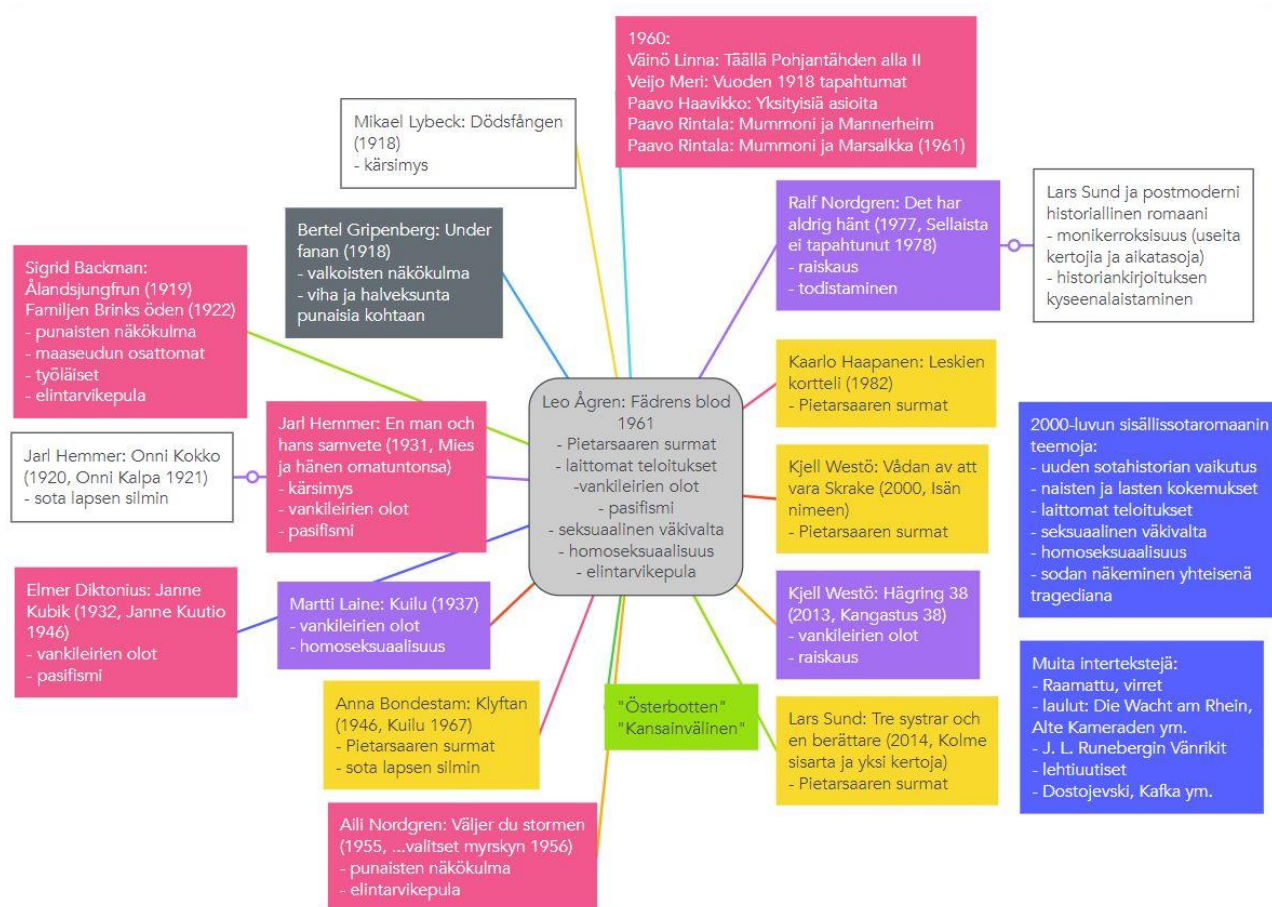 1960:
Väinö Linna: Täällä Pohjantähden alla II
Veijo Meri: Vuoden 1918 tapahtumat
Paavo Haavikko: Yksityisiä asioita
Paavo Rintala: Mummoni ja Mannerheim
Paavo Rintala: Mummoni ja Marsalkka (1961)
Mikael Lybeck: Dödsfången
(1918)
- kärsimys
Bertel Gripenberg: Under
fanan (1918)
- valkoisten näkökulma
- viha ja halveksunta
punaisia kohtaan
Sigrid Backman:
Ålandsjungfrun (1919)
Familjen Brinks öden (1922)
- punaisten näkökulma
- maaseudun osattomat
- työläiset
- elintarvikepula
Jarl Hemmer: Onni Kokko
(1920, Onni Kalpa 1921)
- sota lapsen silmin
Jarl Hemmer: En man och
hans samvete (1931, Mies
ja hänen omatuntonsa)
- kärsimys
- vankileirien olot
- pasifismi
Elmer Diktonius: Janne
Kubik (1932, Janne Kuutio
1946)
- vankileirien olot
- pasifismi
Martti Laine: Kuilu (1937)
- vankileirien olot
- homoseksuaalisuus
Anna Bondestam: Klyftan
(1946, Kuilu 1967)
- Pietarsaaren surmat
- sota lapsen silmin
Aili Nordgren: Väljer du stormen
(1955, ...valitset myrskyn 1956)
- punaisten näkökulma
- elintarvikepula
Leo Ågren: Fädrens blod
1961
- Pietarsaaren surmat
- laittomat teloitukset
-vankileirien olot
- pasifismi
- seksuaalinen väkivalta
- homoseksuaalisuus
- elintarvikepula
"Österbotten"
"Kansainvälinen"
Ralf Nordgren: Det har
aldrig hänt (1977, Sellaista
ei tapahtunut 1978)
- raiskaus
- todistaminen
Lars Sund ja postmoderni
historiallinen romaani
- monikerroksisuus (useita
kertojia ja aikatasoja)
- historiankirjoituksen
kyseenalaistaminen
Kaarlo Haapanen: Leskien
kortteli (1982)
- Pietarsaaren surmat
Kjell Westö: Vådan av att
vara Skrake (2000, Isän
nimeen)
- Pietarsaaren surmat
Kjell Westö: Hägring 38
(2013, Kangastus 38)
- vankileirien olot
- raiskaus
Lars Sund: Tre systrar och
en berättare (2014, Kolme
sisarta ja yksi kertoja)
- Pietarsaaren surmat
2000-luvun sisällissotaromaanin
teemoja:
- uuden sotahistorian vaikutus
- naisten ja lasten kokemukset
- laittomat teloitukset
- seksuaalinen väkivalta
- homoseksuaalisuus
- sodan näkeminen yhteisenä
tragediana
Muita intertekstejä:
- Raamattu, virret
- laulut: Die Wacht am Rhein,
Alte Kameraden ym.
- J. L. Runebergin Vänrikit
- lehtiuutiset
- Dostojevski, Kafka ym.